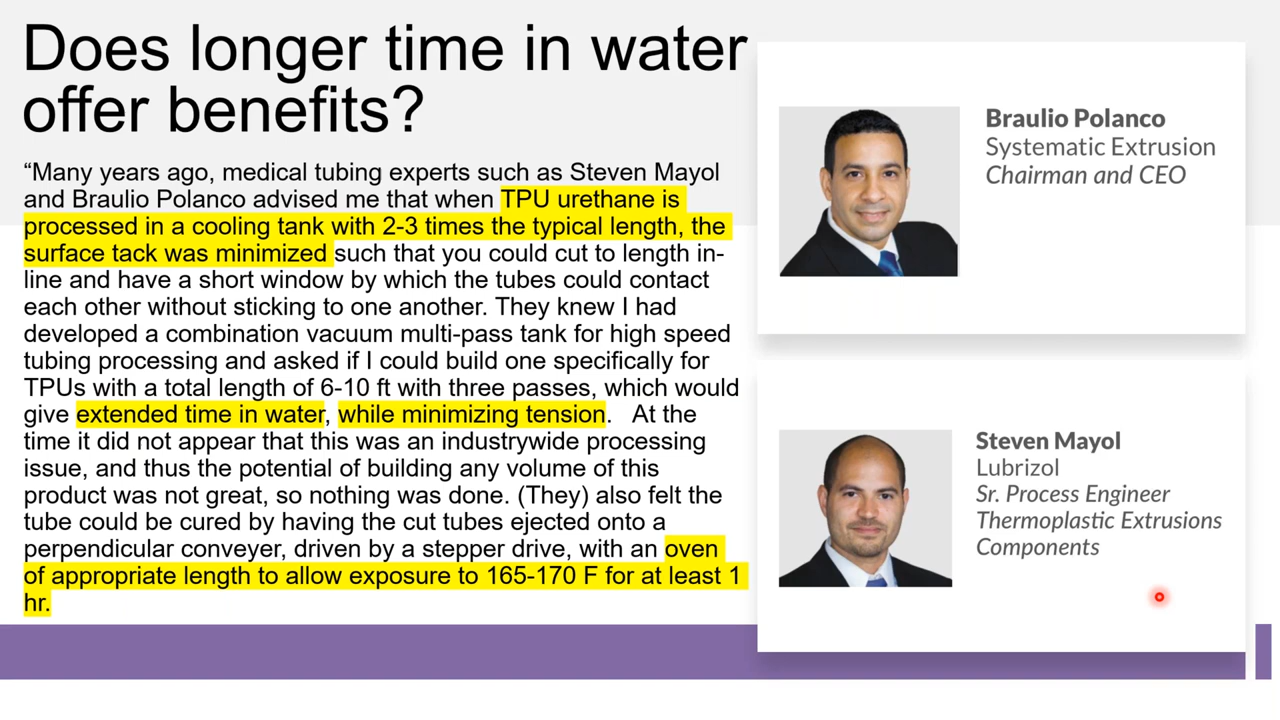 Does longer time in water
offer benefits?
“Many years ago, medical tubing experts such as Steven Mayol
and Braulio Polanco advised me that when TPU urethane is
processed in a cooling tank with 2-3 times the typical length, the
surface tack was minimized such that you could cut to length in-
line and have a short window by which the tubes could contact
each other without sticking to one another. They knew I had
developed a combination vacuum multi-pass tank for high speed
tubing processing and asked if I could build one specifically for
TPUs with a total length of 6-10 ft with three passes, which would
give extended time in water, while minimizing tension.   At the
time it did not appear that this was an industrywide processing
issue, and thus the potential of building any volume of this
product was not great, so nothing was done. (They) also felt the
tube could be cured by having the cut tubes ejected onto a
perpendicular conveyer, driven by a stepper drive, with an oven
of appropriate length to allow exposure to 165-170 F for at least 1
hr.
Braulio Polanco
Systematic Extrusion
Chairman and CEO
Steven Mayol
Lubrizol
Sr. Process Engineer
Thermoplastic Extrusions
Components